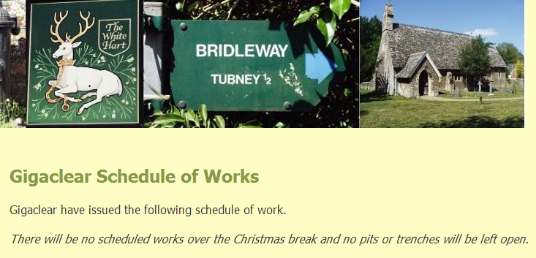 The
White
Hart
BRIDLEWAY
TUBNEY ½
Gigaclear Schedule of Works
Gigaclear have issued the following schedule of work.
There will be no scheduled works over the Christmas break and no pits or trenches will be left open.